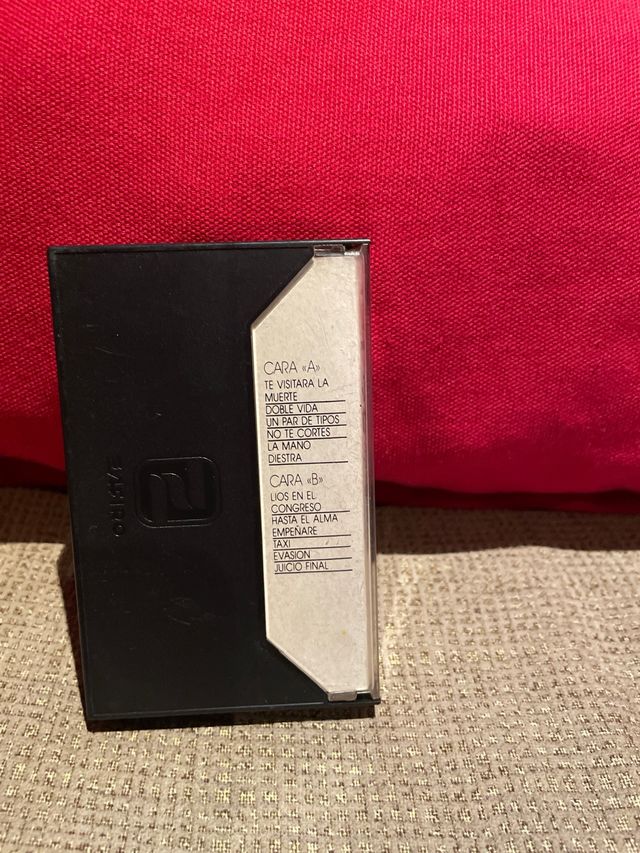 CARA «A»
TE VISITARA LA
MUERTE
DOBLE VIDA
UN PAR DE TIPOS
NO TE CORTES
LA MANO
DIESTRA
CARA «B»
LIOS EN EL
CONGRESO
HASTA EL ALMA
EMPEÑARE
TAXI
EVASION
JUICIO FINAL